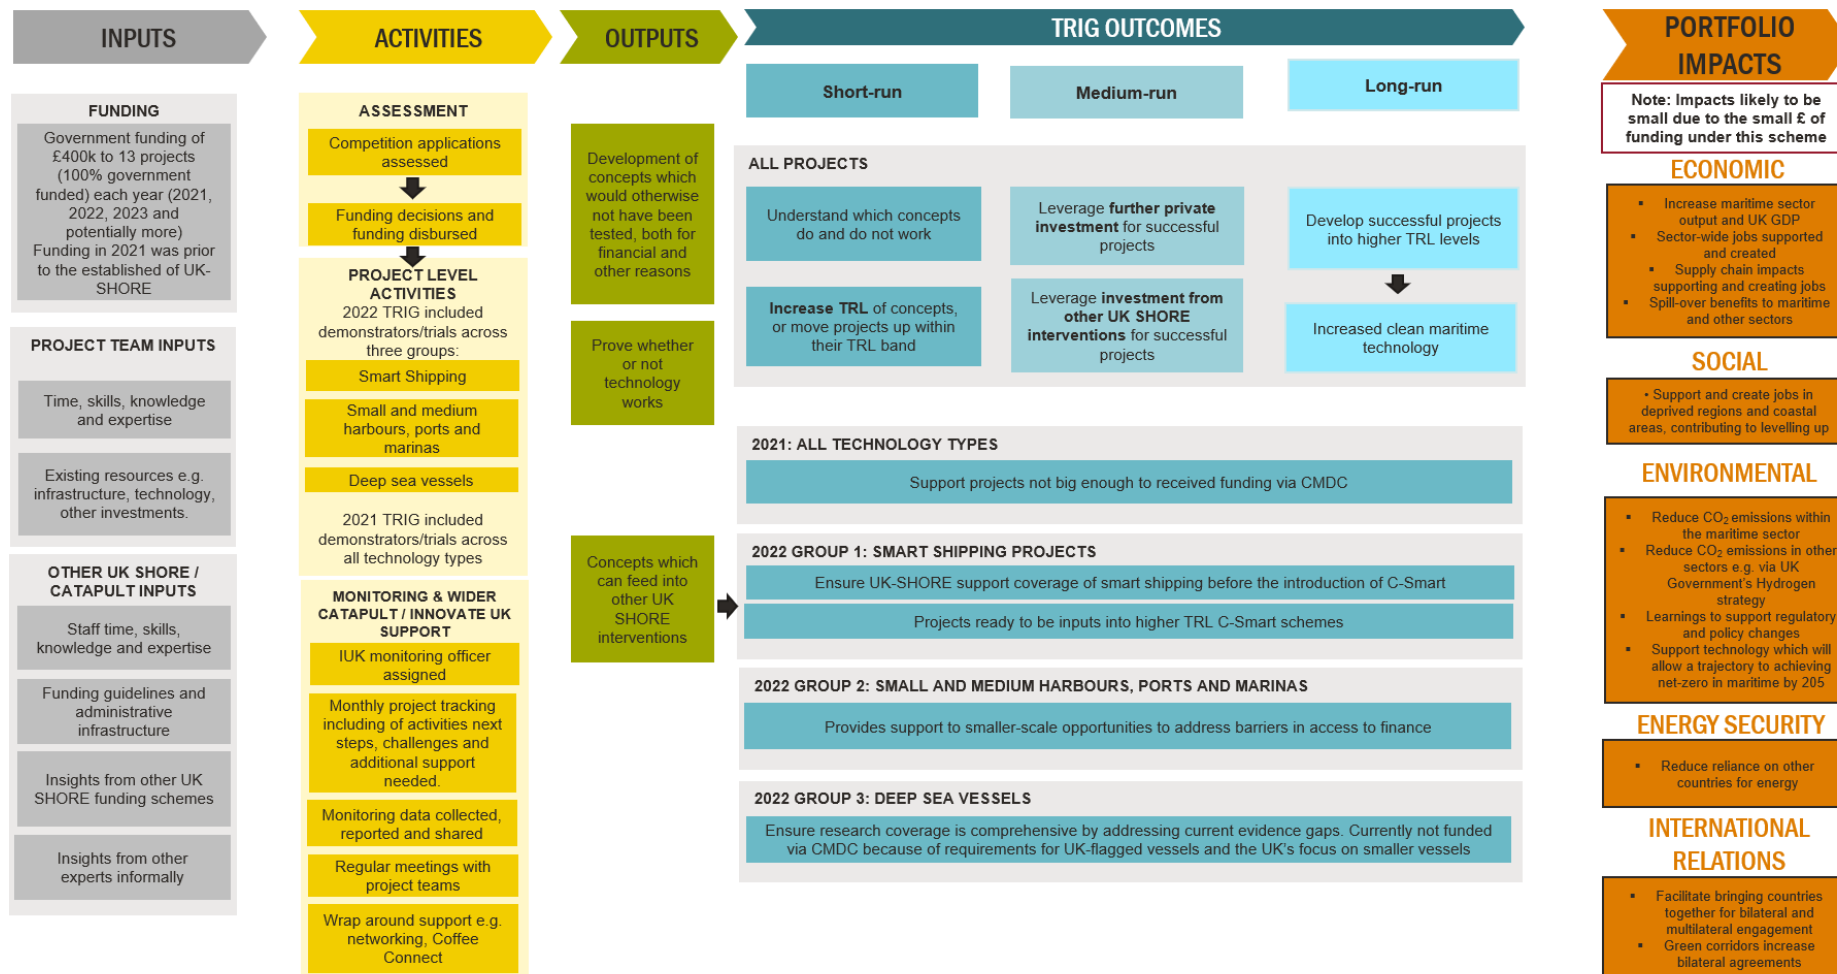 INPUTS
FUNDING
Government funding of
£400k to 13 projects
(100% government
funded) each year (2021,
2022, 2023 and
potentially more)
Funding in 2021 was prior
to the established of UK-
SHORE
PROJECT TEAM INPUTS
Time, skills, knowledge
and expertise
Existing resources e.g.
infrastructure, technology,
other investments.
OTHER UK SHORE /
CATAPULT INPUTS
Staff time, skills,
knowledge and expertise
Funding guidelines and
administrative
infrastructure
Insights from other UK
SHORE funding schemes
Insights from other
experts informally
ACTIVITIES
ASSESSMENT
Competition applications
assessed
Funding decisions and
funding disbursed
PROJECT LEVEL
ACTIVITIES
2022 TRIG included
demonstrators/trials across
three groups:
Smart Shipping
Small and medium
harbours, ports and
marinas
Deep sea vessels
2021 TRIG included
demonstrators/trials across
all technology types
MONITORING & WIDER
CATAPULT / INNOVATE UK
SUPPORT
IUK monitoring officer
assigned
Monthly project tracking
including of activities next
steps, challenges and
additional support
needed.
Monitoring data collected,
reported and shared
Regular meetings with
project teams
Wrap around support e.g.
networking, Coffee
Connect
OUTPUTS
Development of
concepts which
would otherwise
not have been
tested, both for
financial and
other reasons
Prove whether
or not
technology
works
Concepts which
can feed into
other UK
SHORE
interventions
TRIG OUTCOMES
Short-run
Medium-run
Long-run
ALL PROJECTS
Understand which concepts
do and do not work
Increase TRL of concepts,
or move projects up within
their TRL band
Leverage further private
investment for successful
projects
Leverage investment from
other UK SHORE
interventions for successful
projects
Develop successful projects
into higher TRL levels
Increased clean maritime
technology
2021: ALL TECHNOLOGY TYPES
Support projects not big enough to received funding via CMDC
2022 GROUP 1: SMART SHIPPING PROJECTS
Ensure UK-SHORE support coverage of smart shipping before the introduction of C-Smart
Projects ready to be inputs into higher TRL C-Smart schemes
2022 GROUP 2: SMALL AND MEDIUM HARBOURS, PORTS AND MARINAS
Provides support to smaller-scale opportunities to address barriers in access to finance
2022 GROUP 3: DEEP SEA VESSELS
Ensure research coverage is comprehensive by addressing current evidence gaps. Currently not funded
via CMDC because of requirements for UK-flagged vessels and the UK's focus on smaller vessels
PORTFOLIO
IMPACTS
Note: Impacts likely to be
small due to the small £ of
funding under this scheme
ECONOMIC
▪ Increase maritime sector
output and UK GDP
▪ Sector-wide jobs supported
and created
▪ Supply chain impacts
supporting and creating jobs
▪ Spill-over benefits to maritime
and other sectors
SOCIAL
• Support and create jobs in
deprived regions and coastal
areas, contributing to levelling up
ENVIRONMENTAL
▪ Reduce CO2 emissions within
the maritime sector
▪ Reduce CO2 emissions in other
sectors e.g. via UK
Government's Hydrogen
strategy
▪ Learnings to support regulatory
and policy changes
▪ Support technology which will
allow a trajectory to achieving
net-zero in maritime by 205
ENERGY SECURITY
▪ Reduce reliance on other
countries for energy
INTERNATIONAL
RELATIONS
▪ Facilitate bringing countries
together for bilateral and
multilateral engagement
▪ Green corridors increase
bilateral agreements